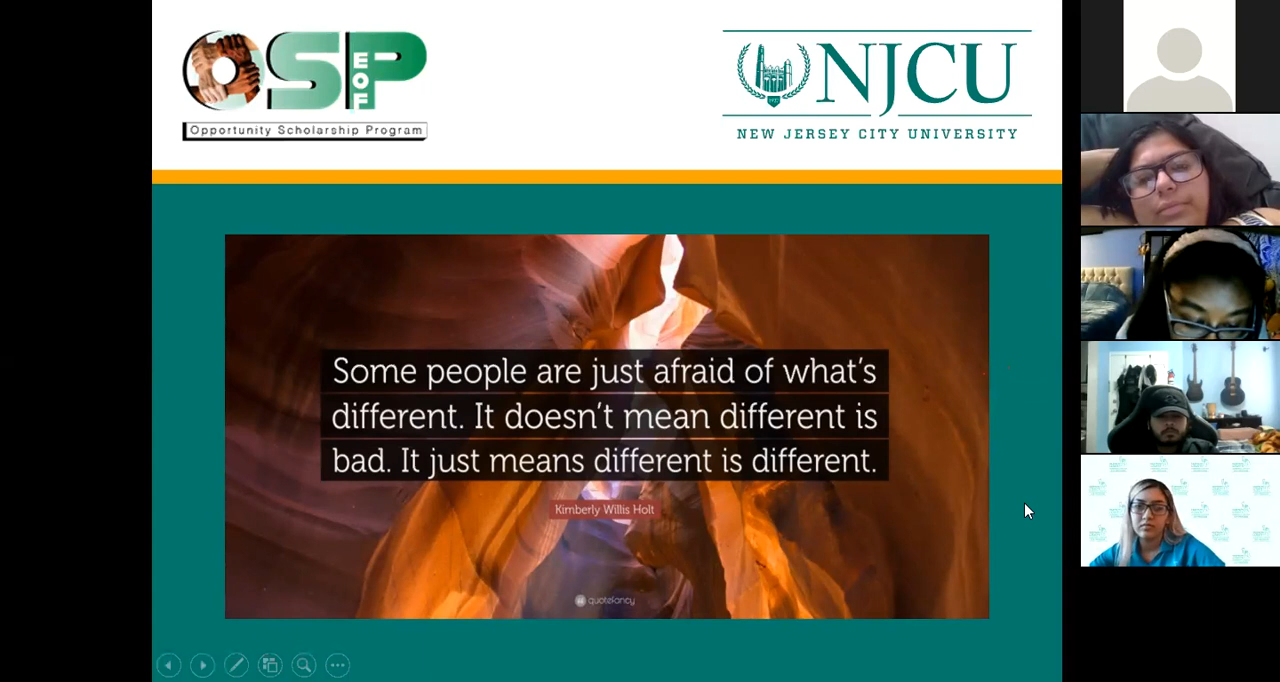 OSP
EOF
Opportunity Scholarship Program
NJCU
NEW JERSEY CITY UNIVERSITY
Some people are just afraid of what's
different. It doesn't mean different is
bad. It just means different is different.
Kimberly Willis Holt
quotefancy